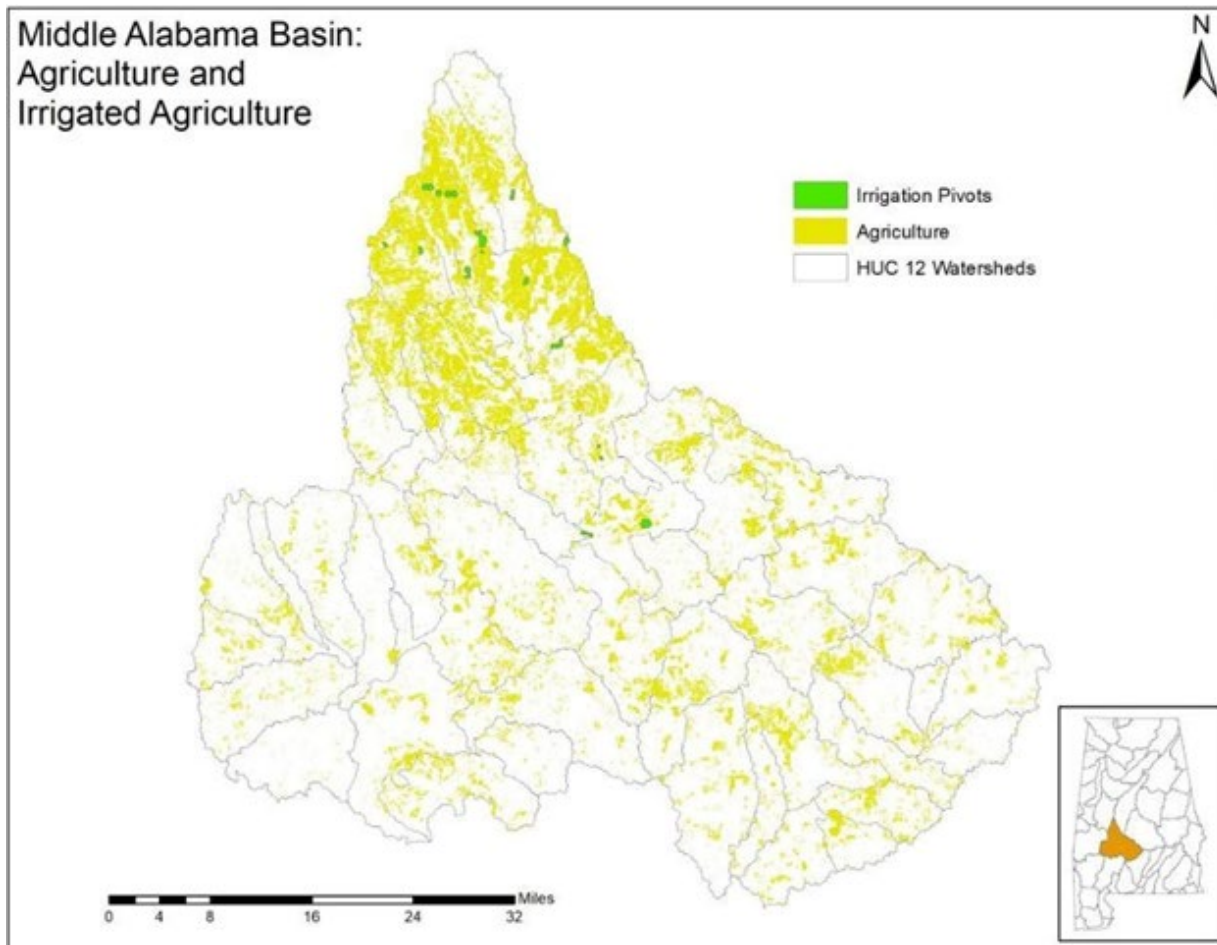 Middle Alabama Basin:
Agriculture and
Irrigated Agriculture
N
Irrigation Pivots
Agriculture
HUC 12 Watersheds
Miles
0 4 8 16 24 32